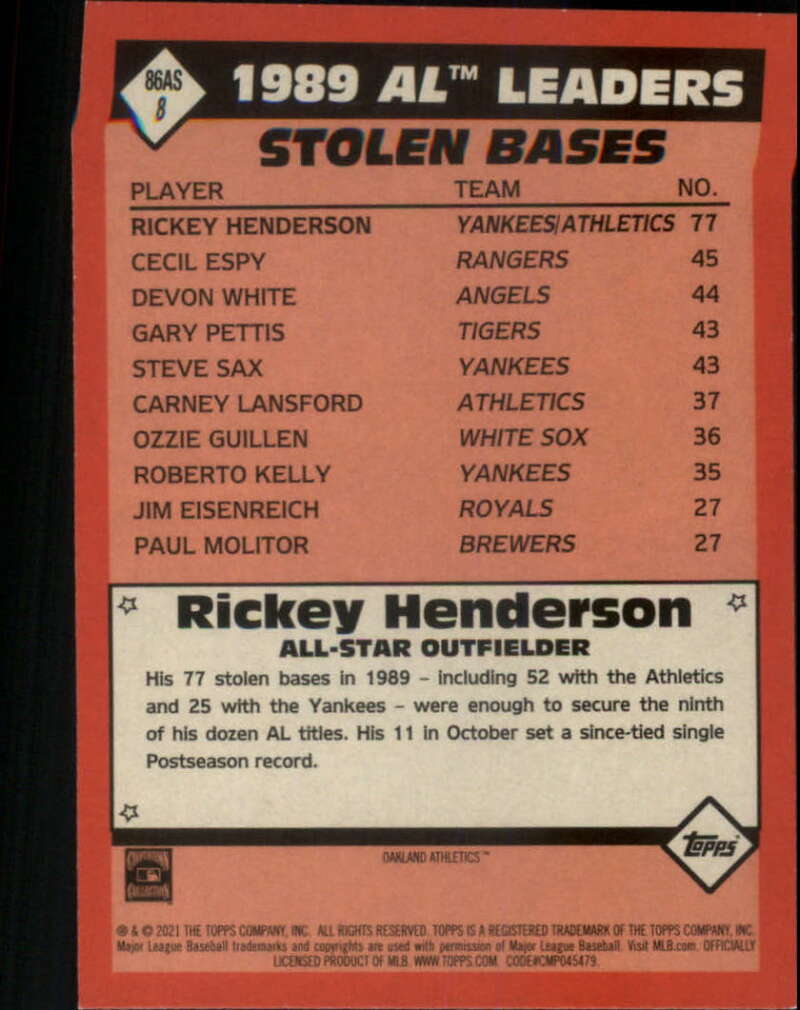 86AS
8
1989 AL™ LEADERS
STOLEN BASES
PLAYER TEAM NO.
RICKEY HENDERSON YANKEES/ATHLETICS 77
CECIL ESPY RANGERS 45
DEVON WHITE ANGELS 44
GARY PETTIS TIGERS 43
STEVE SAX YANKEES 43
CARNEY LANSFORD ATHLETICS 37
OZZIE GUILLEN WHITE SOX 36
ROBERTO KELLY YANKEES 35
JIM EISENREICH ROYALS 27
PAUL MOLITOR BREWERS 27
Rickey Henderson
ALL-STAR OUTFIELDER
His 77 stolen bases in 1989 – including 52 with the Athletics
and 25 with the Yankees – were enough to secure the ninth
of his dozen AL titles. His 11 in October set a since-tied single
Postseason record.
Topps
COOPERSTOWN
COLLECTION
OAKLAND ATHLETICS™
® & © 2021 THE TOPPS COMPANY, INC. ALL RIGHTS RESERVED. TOPPS IS A REGISTERED TRADEMARK OF THE TOPPS COMPANY, INC.
Major League Baseball trademarks and copyrights are used with permission of Major League Baseball. Visit MLB.com. OFFICIALLY
LICENSED PRODUCT OF MLB. WWW.TOPPS.COM. CODE#CMP045479.